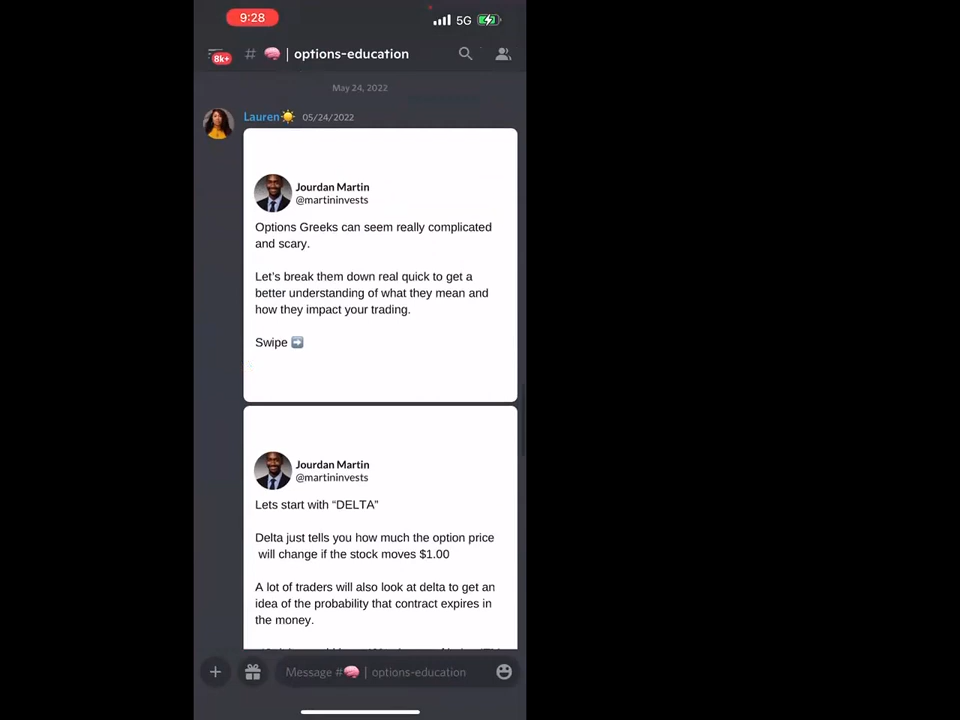 9:28
5G
8k+
# 🧠 | options-education
May 24, 2022
Lauren☀️ 05/24/2022
Jourdan Martin
@martininvests
Options Greeks can seem really complicated
and scary.
Let's break them down real quick to get a
better understanding of what they mean and
how they impact your trading.
Swipe ➡️
Jourdan Martin
@martininvests
Lets start with “DELTA”
Delta just tells you how much the option price
will change if the stock moves $1.00
A lot of traders will also look at delta to get an
idea of the probability that contract expires in
the money.
Message #🧠 | options-education